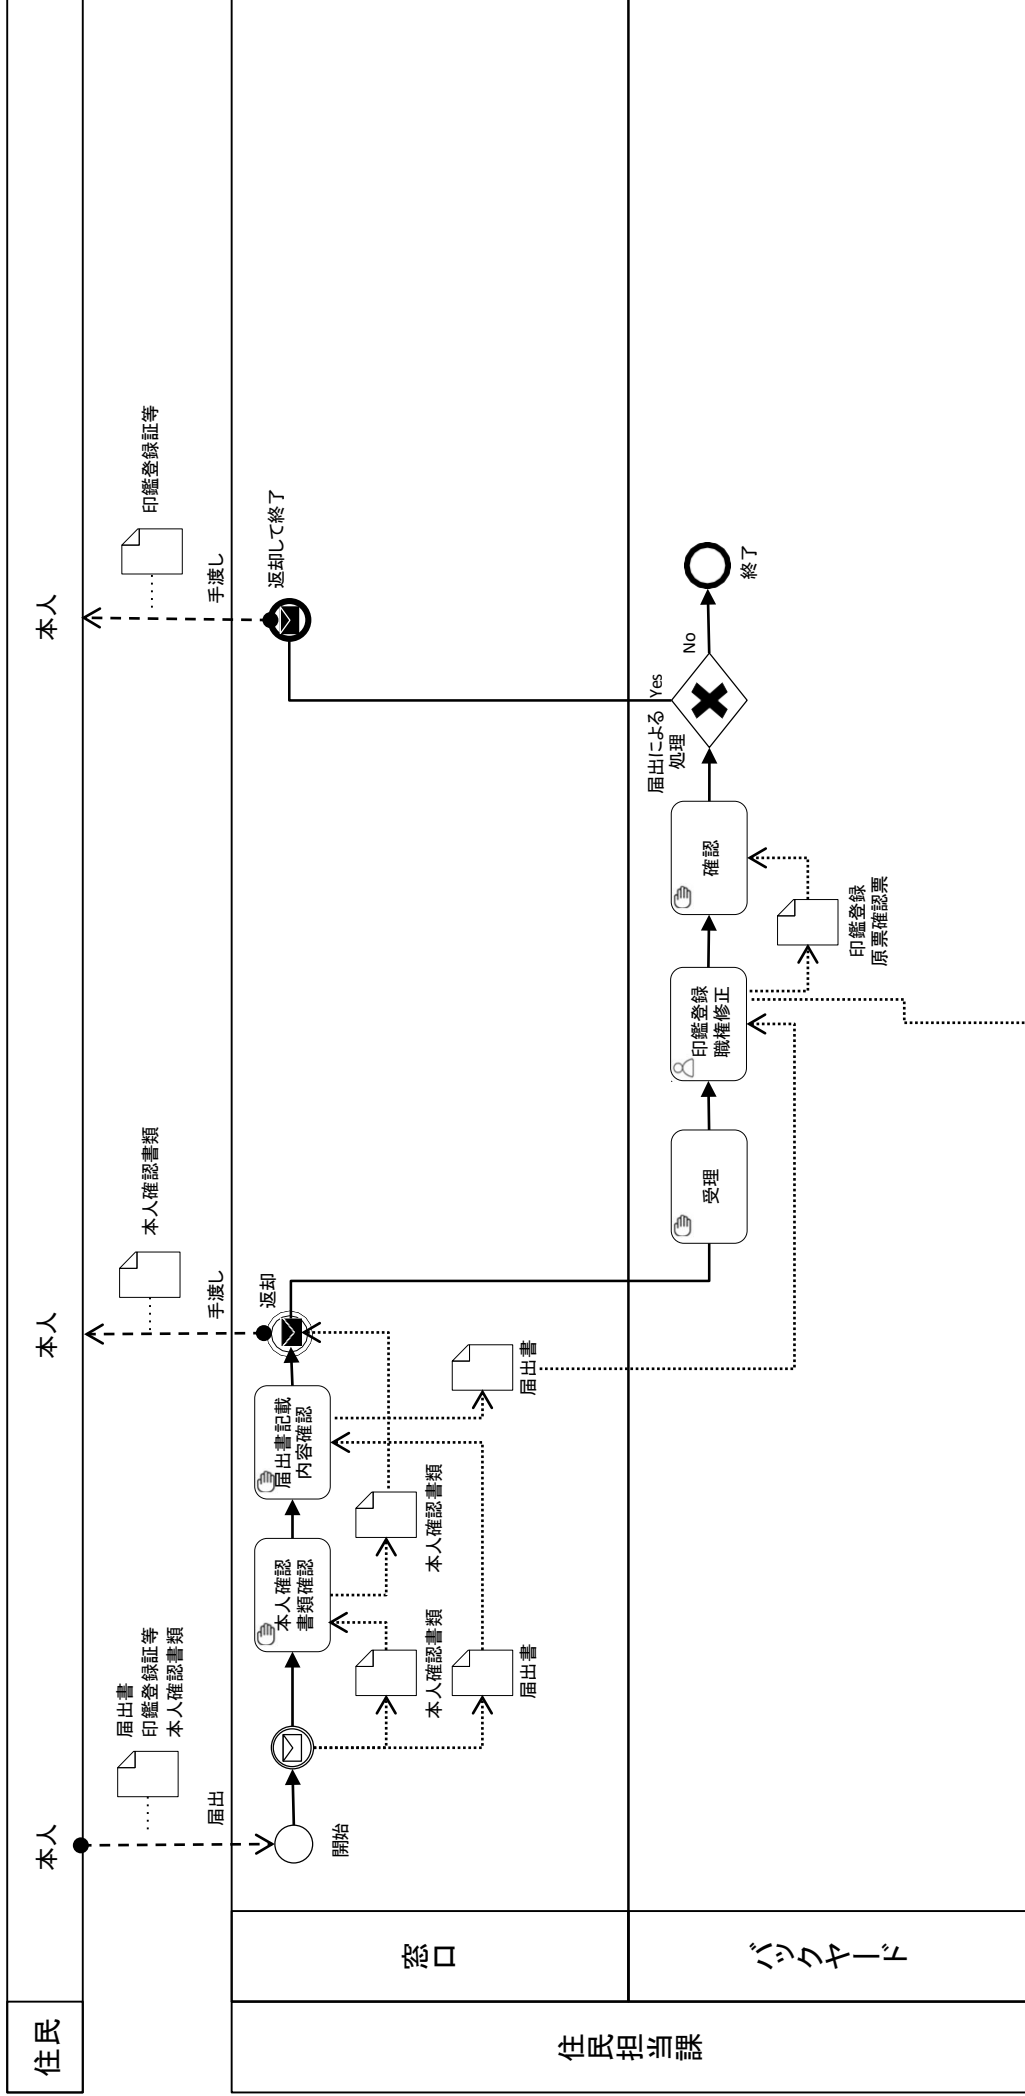 住民
本人
本人
本人
届出書
印鑑登録証等
本人確認書類
届出
本人確認書類
手渡し
印鑑登録証等
手渡し
住民担当課
窓口
開始
本人確認
書類確認
届出書記載
内容確認
返却
返却して終了
本人確認書類
届出書
本人確認書類
届出書
バックヤード
受理
印鑑登録
職権修正
確認
届出による
処理
Yes
No
終了
印鑑登録
原票確認票